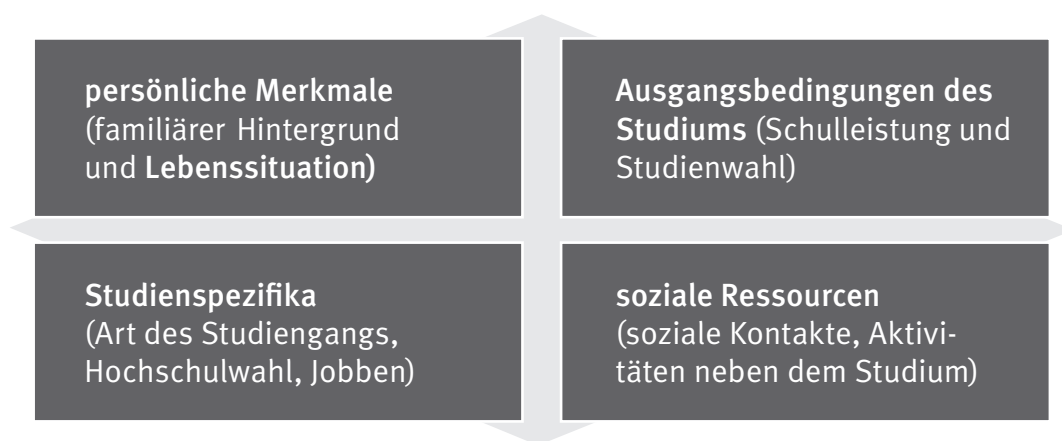 persönliche Merkmale
(familiärer Hintergrund
und Lebenssituation)
Ausgangsbedingungen des
Studiums (Schulleistung und
Studienwahl)
Studienspezifika
(Art des Studiengangs,
Hochschulwahl, Jobben)
soziale Ressourcen
(soziale Kontakte, Aktivi-
täten neben dem Studium)